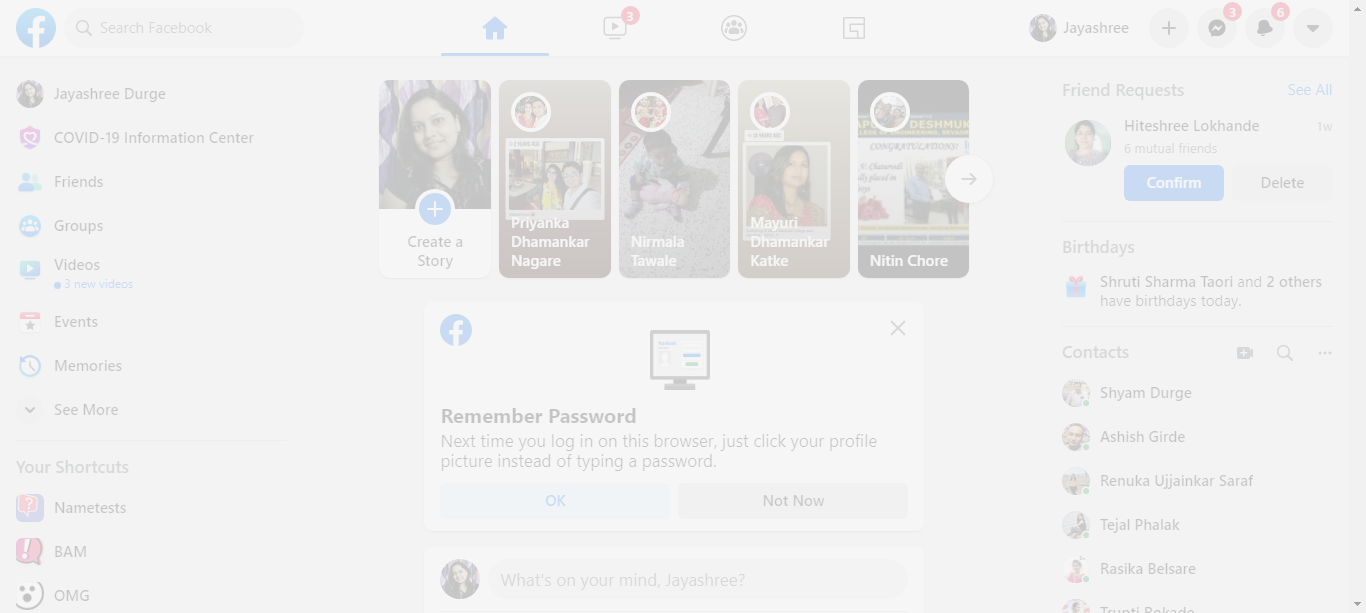 Search Facebook
3
Jayashree
3
6
Jayashree Durge
COVID-19 Information Center
Friends
Groups
Videos
3 new videos
Events
Memories
See More
Your Shortcuts
Nametests
BAM
OMG
Create a
Story
Priyanka
Dhamankar
Nagare
Nirmala
Tawale
Mayuri
Dhamankar
Katke
DESHMUK
CONGRATULATIONS!
Nitin Chore
Remember Password
Next time you log in on this browser, just click your profile
picture instead of typing a password.
OK
Not Now
What's on your mind, Jayashree?
Friend Requests
See All
Hiteshree Lokhande
1w
6 mutual friends
Confirm
Delete
Birthdays
Shruti Sharma Taori and 2 others
have birthdays today.
Contacts
Shyam Durge
Ashish Girde
Renuka Ujjainkar Saraf
Tejal Phalak
Rasika Belsare
Trupti Bokade